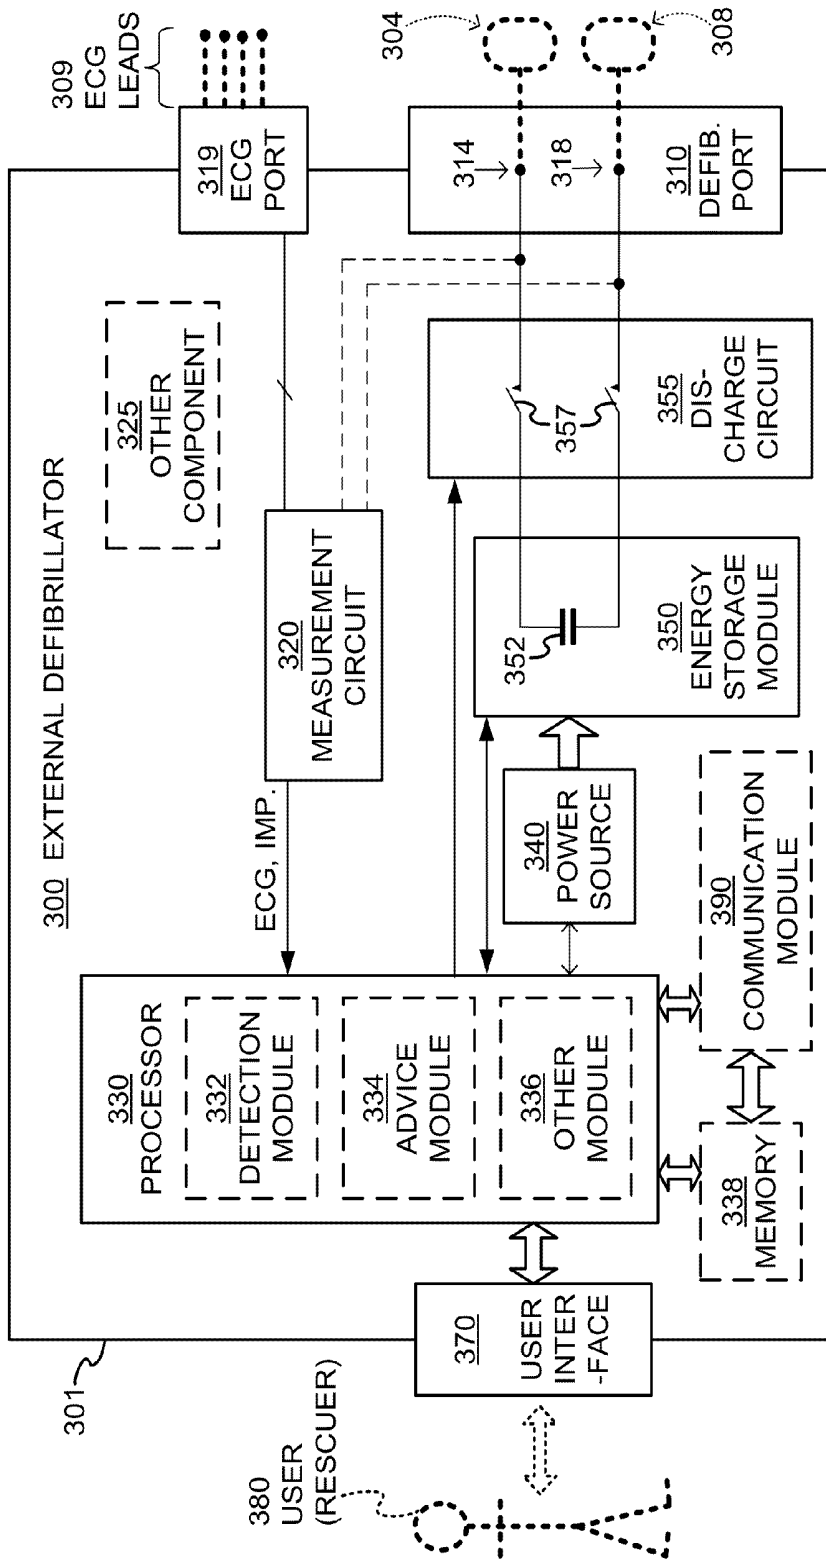 300 EXTERNAL DEFIBRILLATOR
301
309
ECG
LEADS
319
ECG
PORT
325
OTHER
COMPONENT
304
308
314
318
310
DEFIB.
PORT
320
MEASUREMENT
CIRCUIT
ECG, IMP.
357
355
DIS-
CHARGE
CIRCUIT
352
350
ENERGY
STORAGE
MODULE
340
POWER
SOURCE
330
PROCESSOR
332
DETECTION
MODULE
334
ADVICE
MODULE
336
OTHER
MODULE
390
COMMUNICATION
MODULE
338
MEMORY
370
USER
INTER
-FACE
380
USER
(RESCUER)